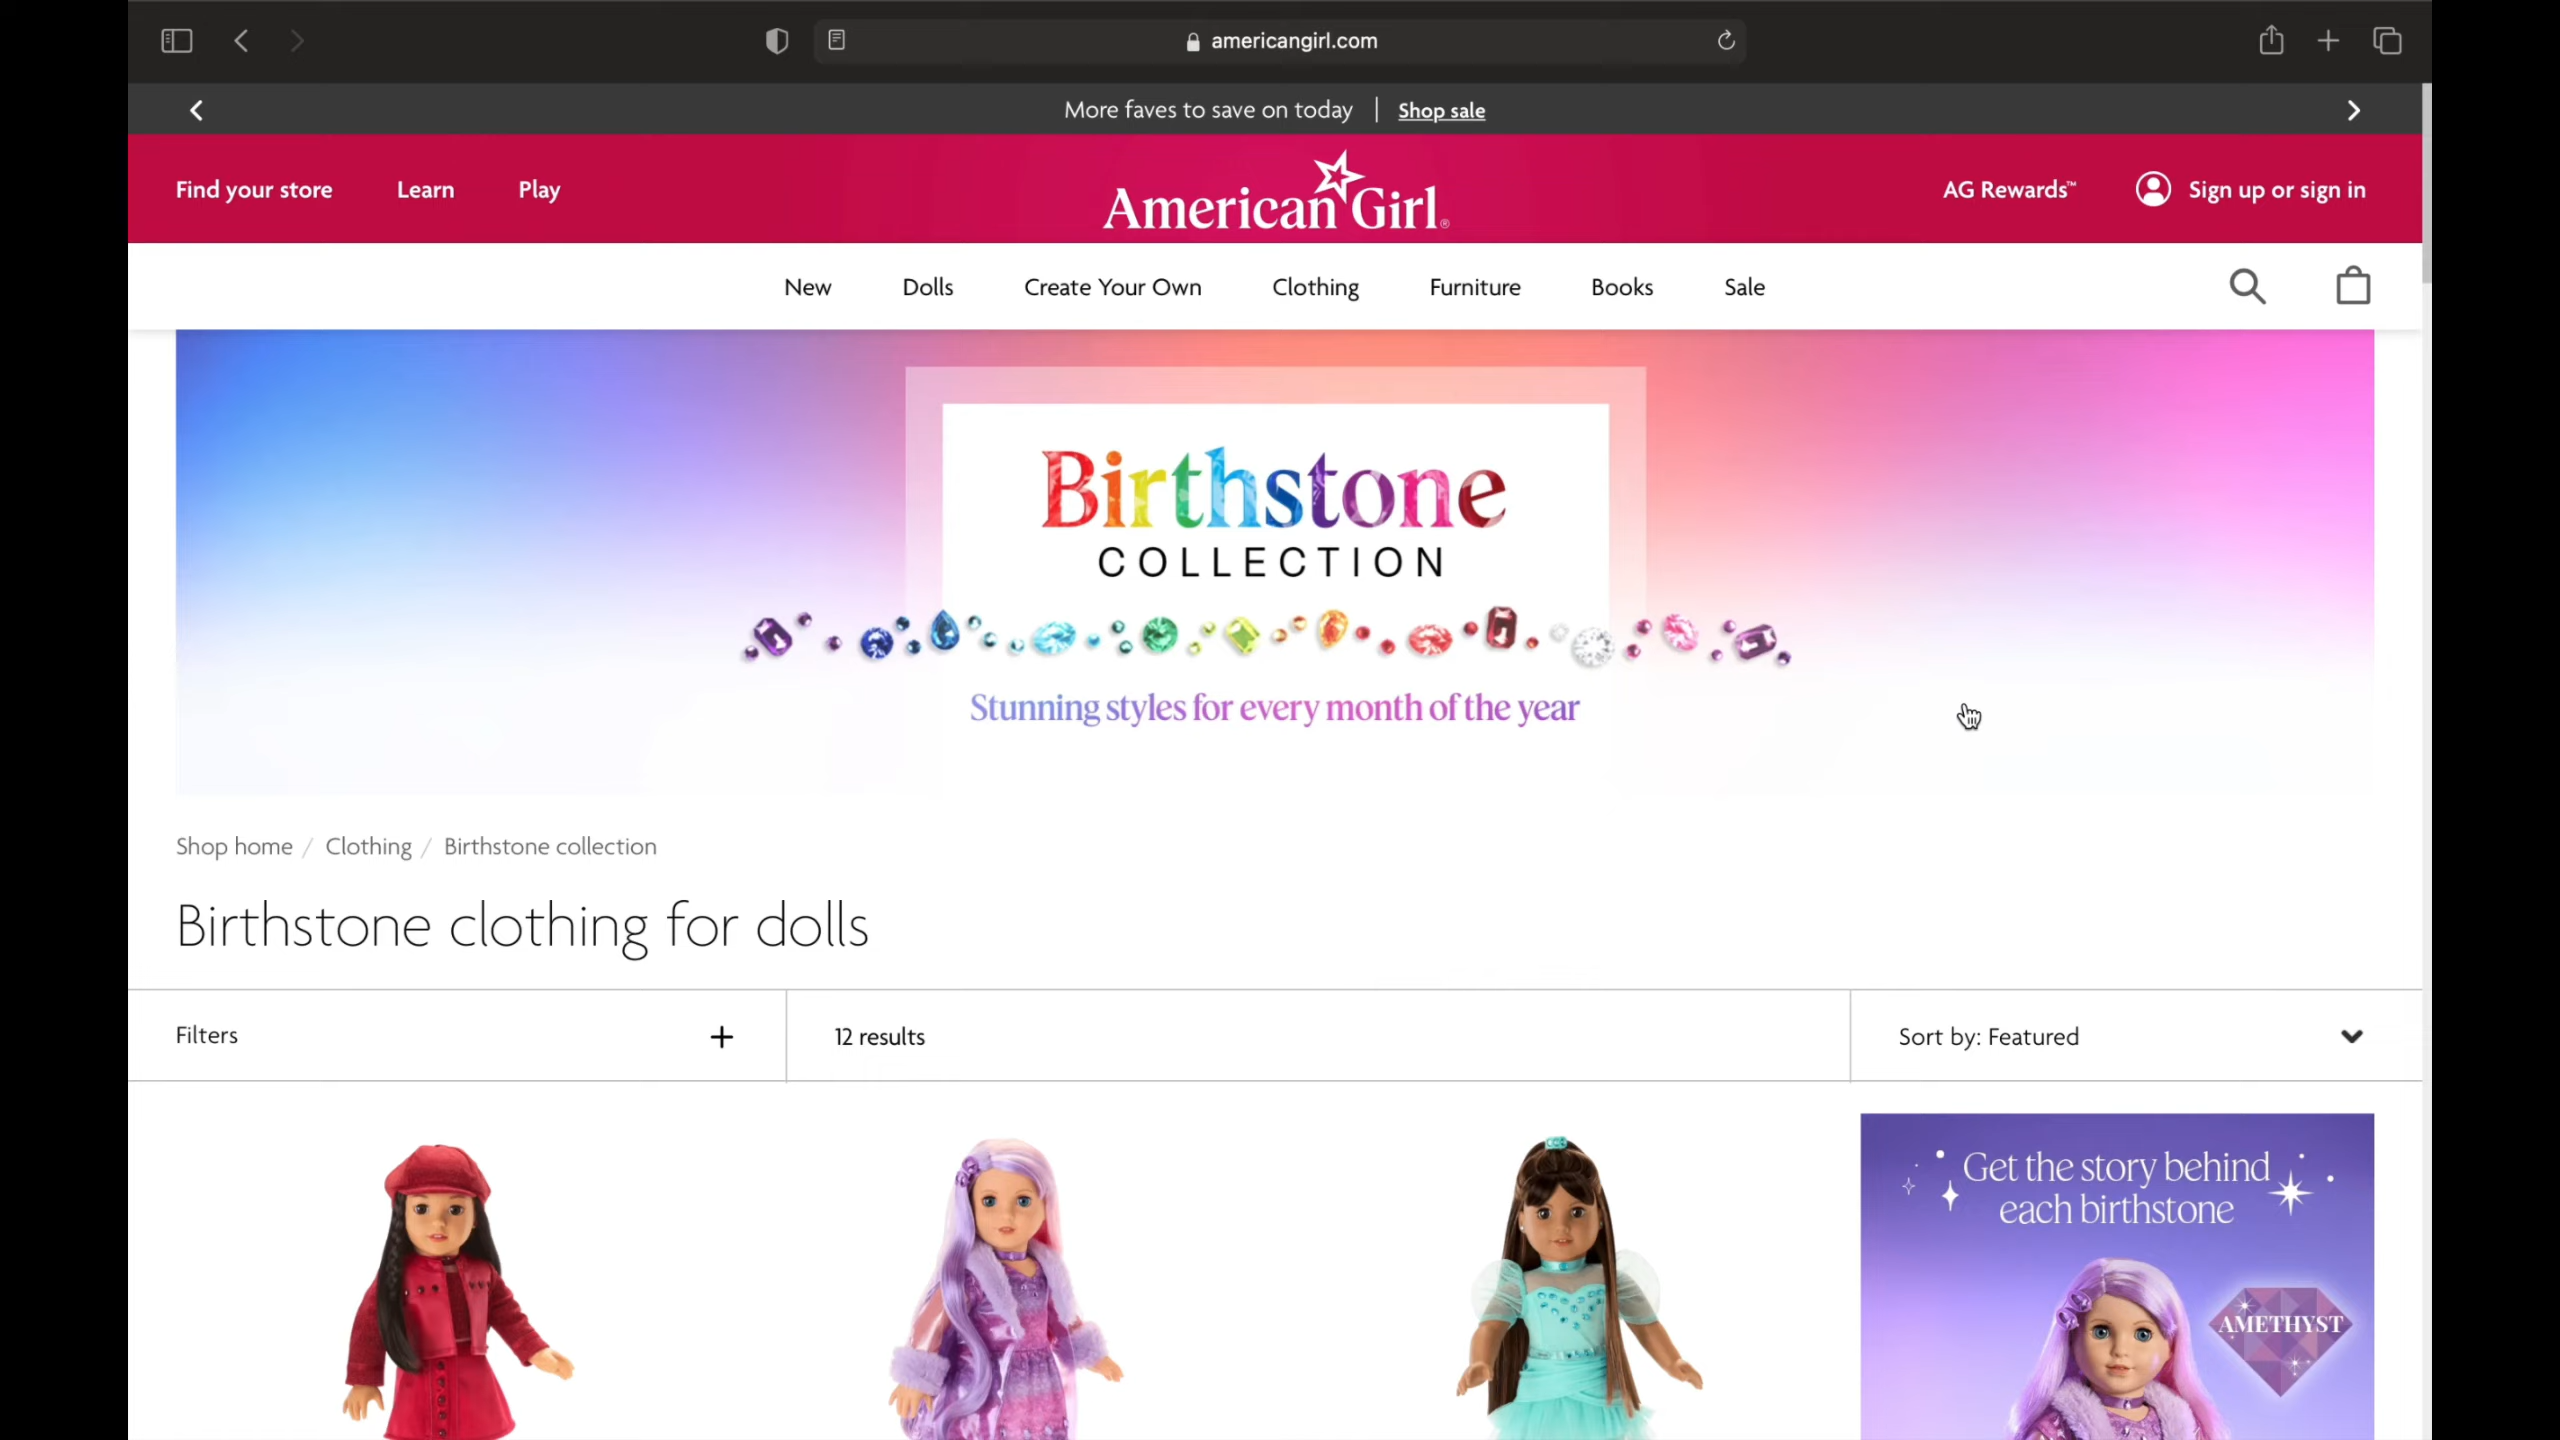 americangirl.com
More faves to save on today | Shop sale
Find your store
Learn
Play
American Girl®
AG Rewards™
Sign up or sign in
New
Dolls
Create Your Own
Clothing
Furniture
Books
Sale
Birthstone
COLLECTION
Stunning styles for every month of the year
Shop home / Clothing / Birthstone collection
Birthstone clothing for dolls
Filters
12 results
Sort by: Featured
Get the story behind
each birthstone
AMETHYST